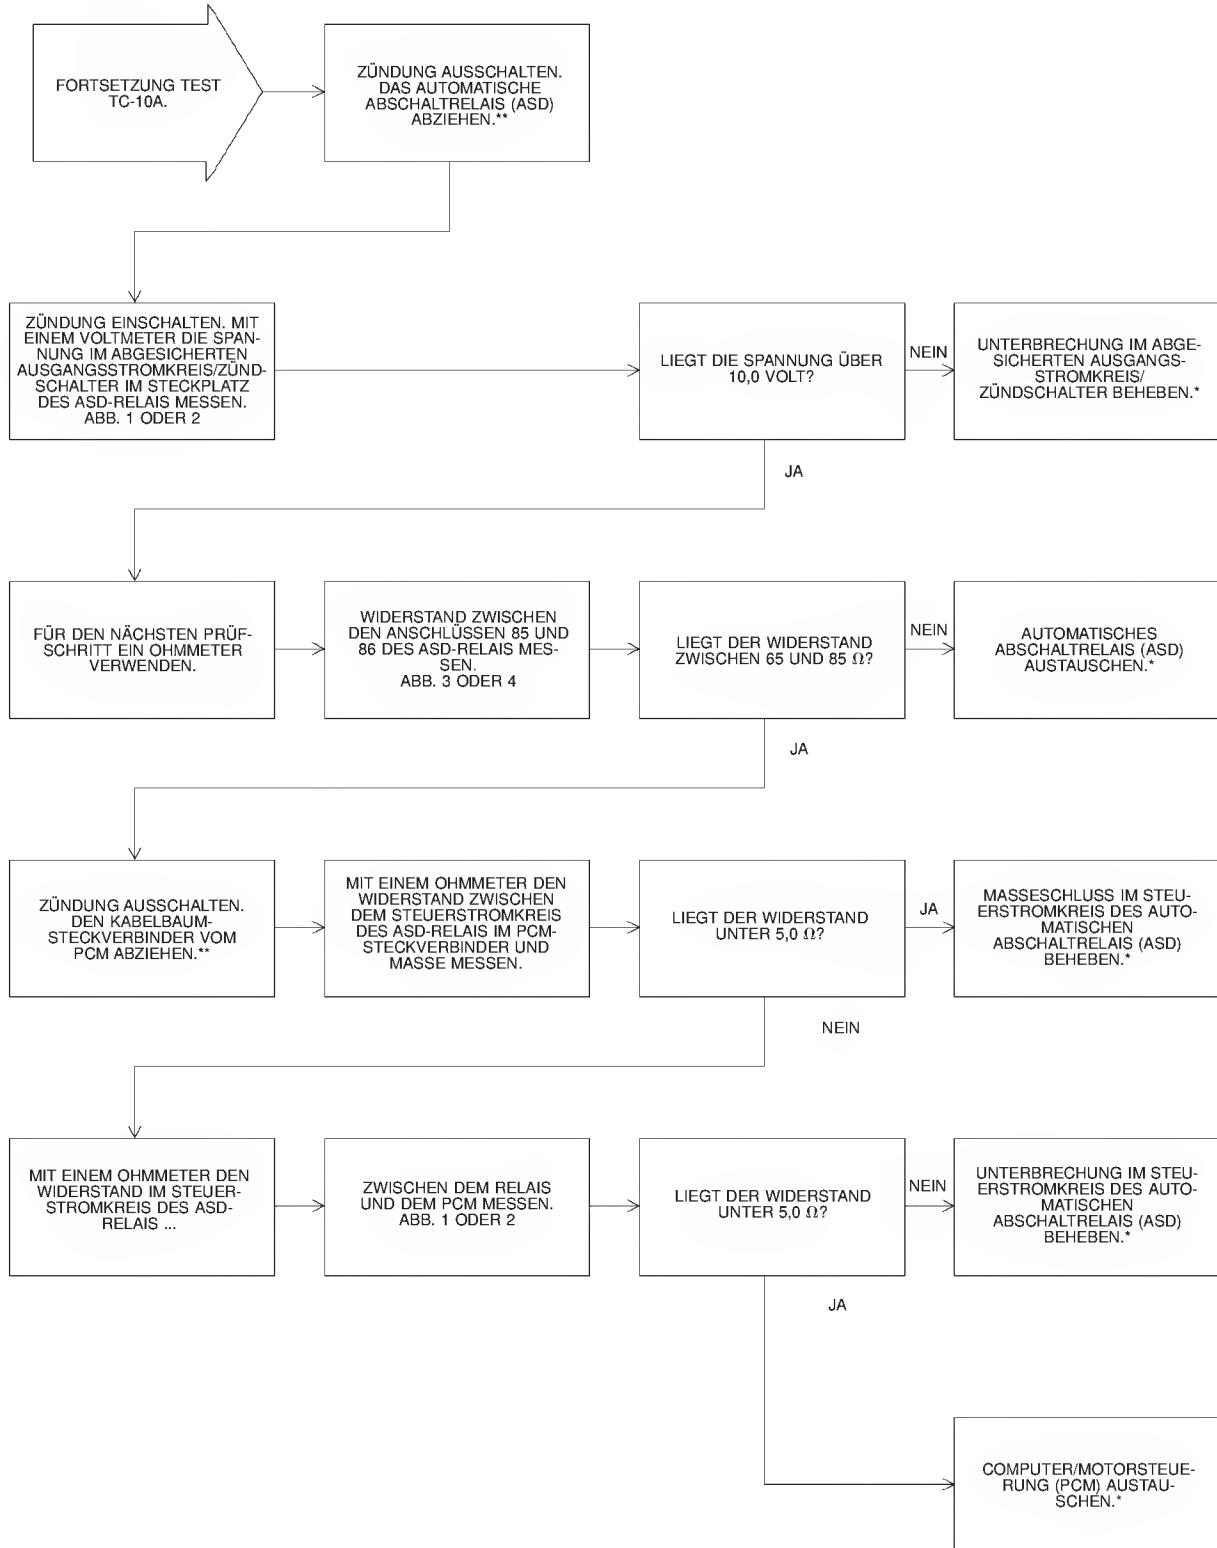 FORTSETZUNG TEST
TC-10A.
ZÜNDUNG AUSSCHALTEN.
DAS AUTOMATISCHE
ABSCHALTRELAIS (ASD)
ABZIEHEN.**
ZÜNDUNG EINSCHALTEN. MIT
EINEM VOLTMETER DIE SPAN-
NUNG IM ABGESICHERTEN
AUSGANGSSTROMKREIS/ZÜND-
SCHALTER IM STECKPLATZ
DES ASD-RELAIS MESSEN.
ABB. 1 ODER 2
LIEGT DIE SPANNUNG ÜBER
10,0 VOLT?
NEIN
UNTERBRECHUNG IM ABGE-
SICHERTEN AUSGANGS-
STROMKREIS/
ZÜNDSCHALTER BEHEBEN.*
JA
FÜR DEN NÄCHSTEN PRÜF-
SCHRITT EIN OHMMETER
VERWENDEN.
WIDERSTAND ZWISCHEN
DEN ANSCHLÜSSEN 85 UND
86 DES ASD-RELAIS MES-
SEN.
ABB. 3 ODER 4
LIEGT DER WIDERSTAND
ZWISCHEN 65 UND 85 Ω?
NEIN
AUTOMATISCHES
ABSCHALTRELAIS (ASD)
AUSTAUSCHEN.*
JA
ZÜNDUNG AUSSCHALTEN.
DEN KABELBAUM-
STECKVERBINDER VOM
PCM ABZIEHEN.**
MIT EINEM OHMMETER DEN
WIDERSTAND ZWISCHEN
DEM STEUERSTROMKREIS
DES ASD-RELAIS IM PCM-
STECKVERBINDER UND
MASSE MESSEN.
LIEGT DER WIDERSTAND
UNTER 5,0 Ω?
JA
MASSESCHLUSS IM STEU-
ERSTROMKREIS DES AUTO-
MATISCHEN
ABSCHALTRELAIS (ASD)
BEHEBEN.*
NEIN
MIT EINEM OHMMETER DEN
WIDERSTAND IM STEUER-
STROMKREIS DES ASD-
RELAIS ...
ZWISCHEN DEM RELAIS
UND DEM PCM MESSEN.
ABB. 1 ODER 2
LIEGT DER WIDERSTAND
UNTER 5,0 Ω?
NEIN
UNTERBRECHUNG IM STEU-
ERSTROMKREIS DES AUTO-
MATISCHEN
ABSCHALTRELAIS (ASD)
BEHEBEN.*
JA
COMPUTER/MOTORSTEUE-
RUNG (PCM) AUSTAU-
SCHEN.*